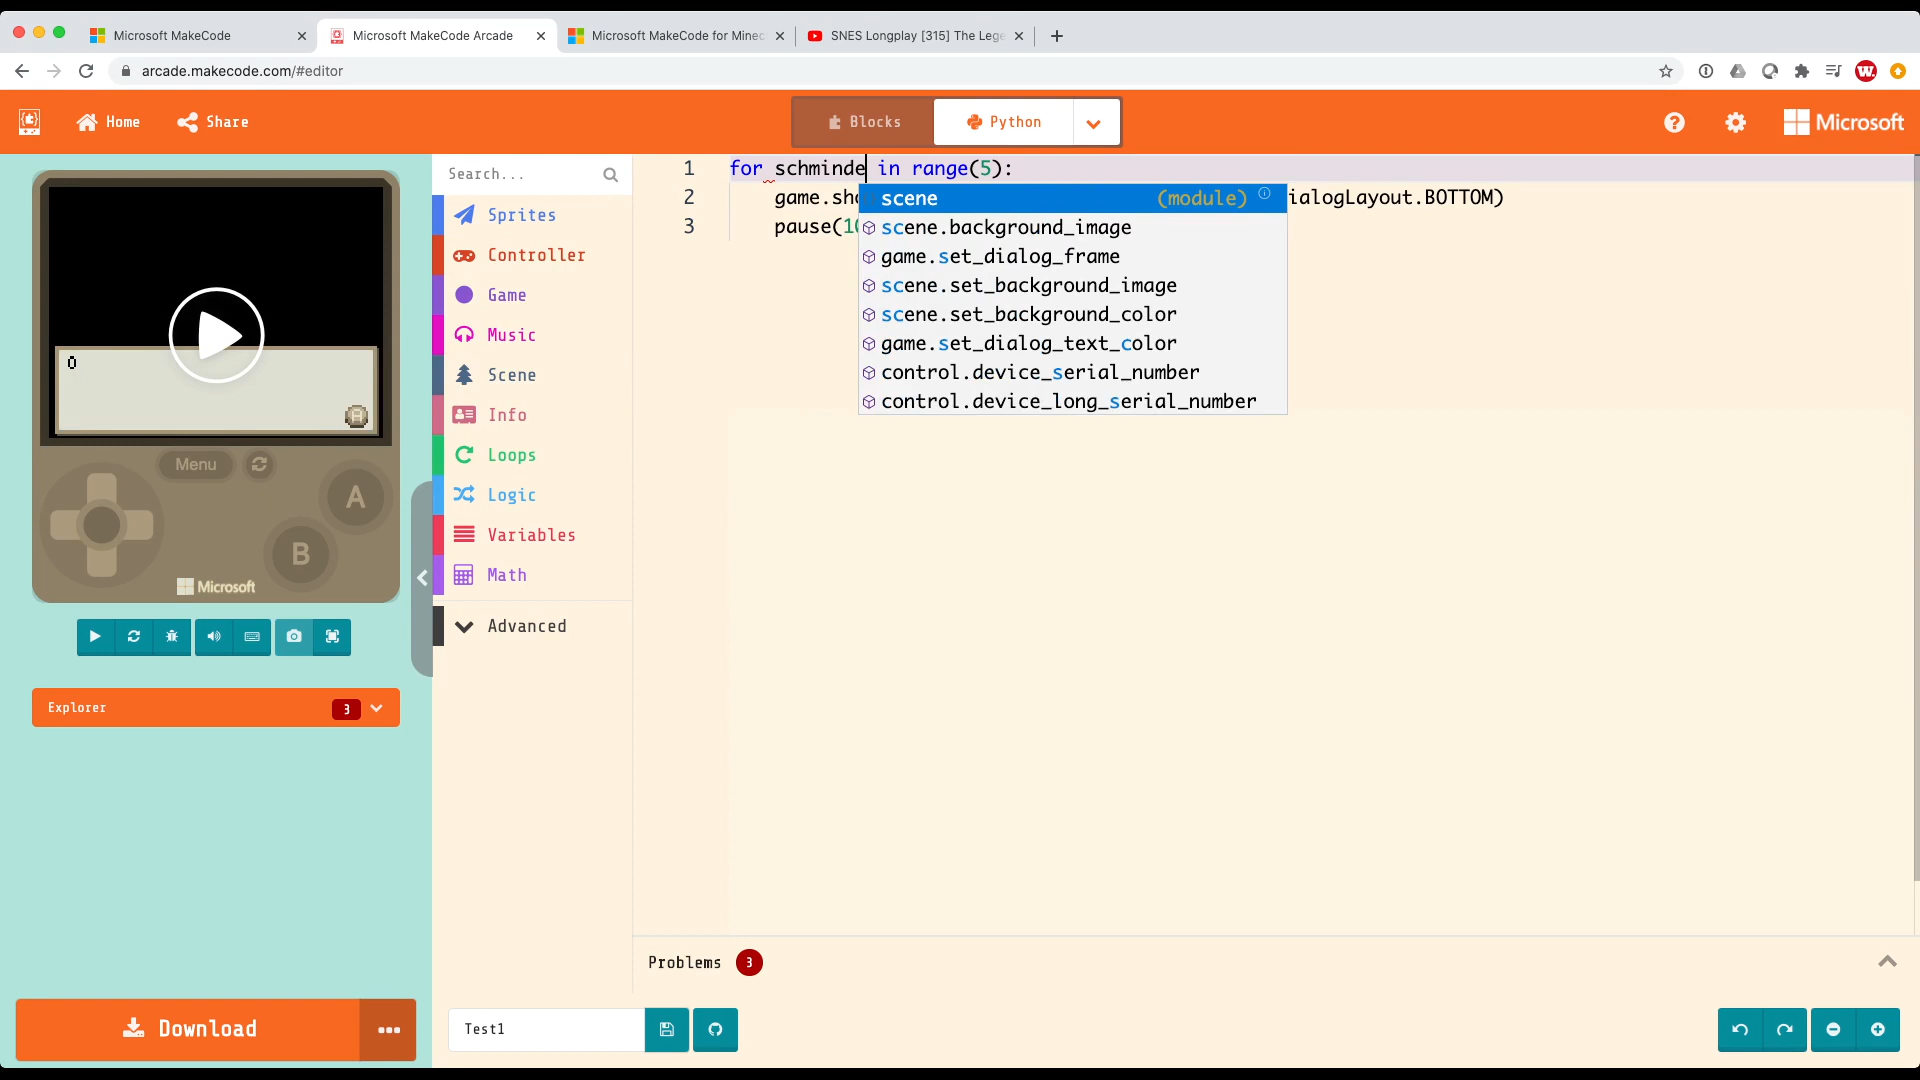 Microsoft MakeCode
Microsoft MakeCode Arcade
Microsoft MakeCode for Minec
SNES Longplay [315] The Lege
arcade.makecode.com/#editor
Home
Share
Blocks
Python
Microsoft
0
Menu
A
B
Microsoft
Explorer
3
Download
Search...
Sprites
Controller
Game
Music
Scene
Info
Loops
Logic
Variables
Math
Advanced
1 for schminde in range(5):
2 game.sho ialogLayout.BOTTOM)
3 pause(10
scene (module)
scene.background_image
game.set_dialog_frame
scene.set_background_image
scene.set_background_color
game.set_dialog_text_color
control.device_serial_number
control.device_long_serial_number
Problems 3
Test1